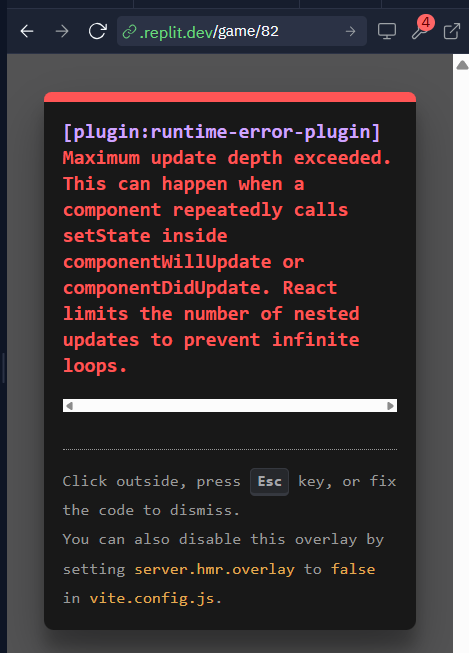 .replit.dev/game/82
4
[plugin:runtime-error-plugin]
Maximum update depth exceeded.
This can happen when a
component repeatedly calls
setState inside
componentWillUpdate or
componentDidUpdate. React
limits the number of nested
updates to prevent infinite
loops.
Click outside, press Esc key, or fix
the code to dismiss.
You can also disable this overlay by
setting server.hmr.overlay to false
in vite.config.js.